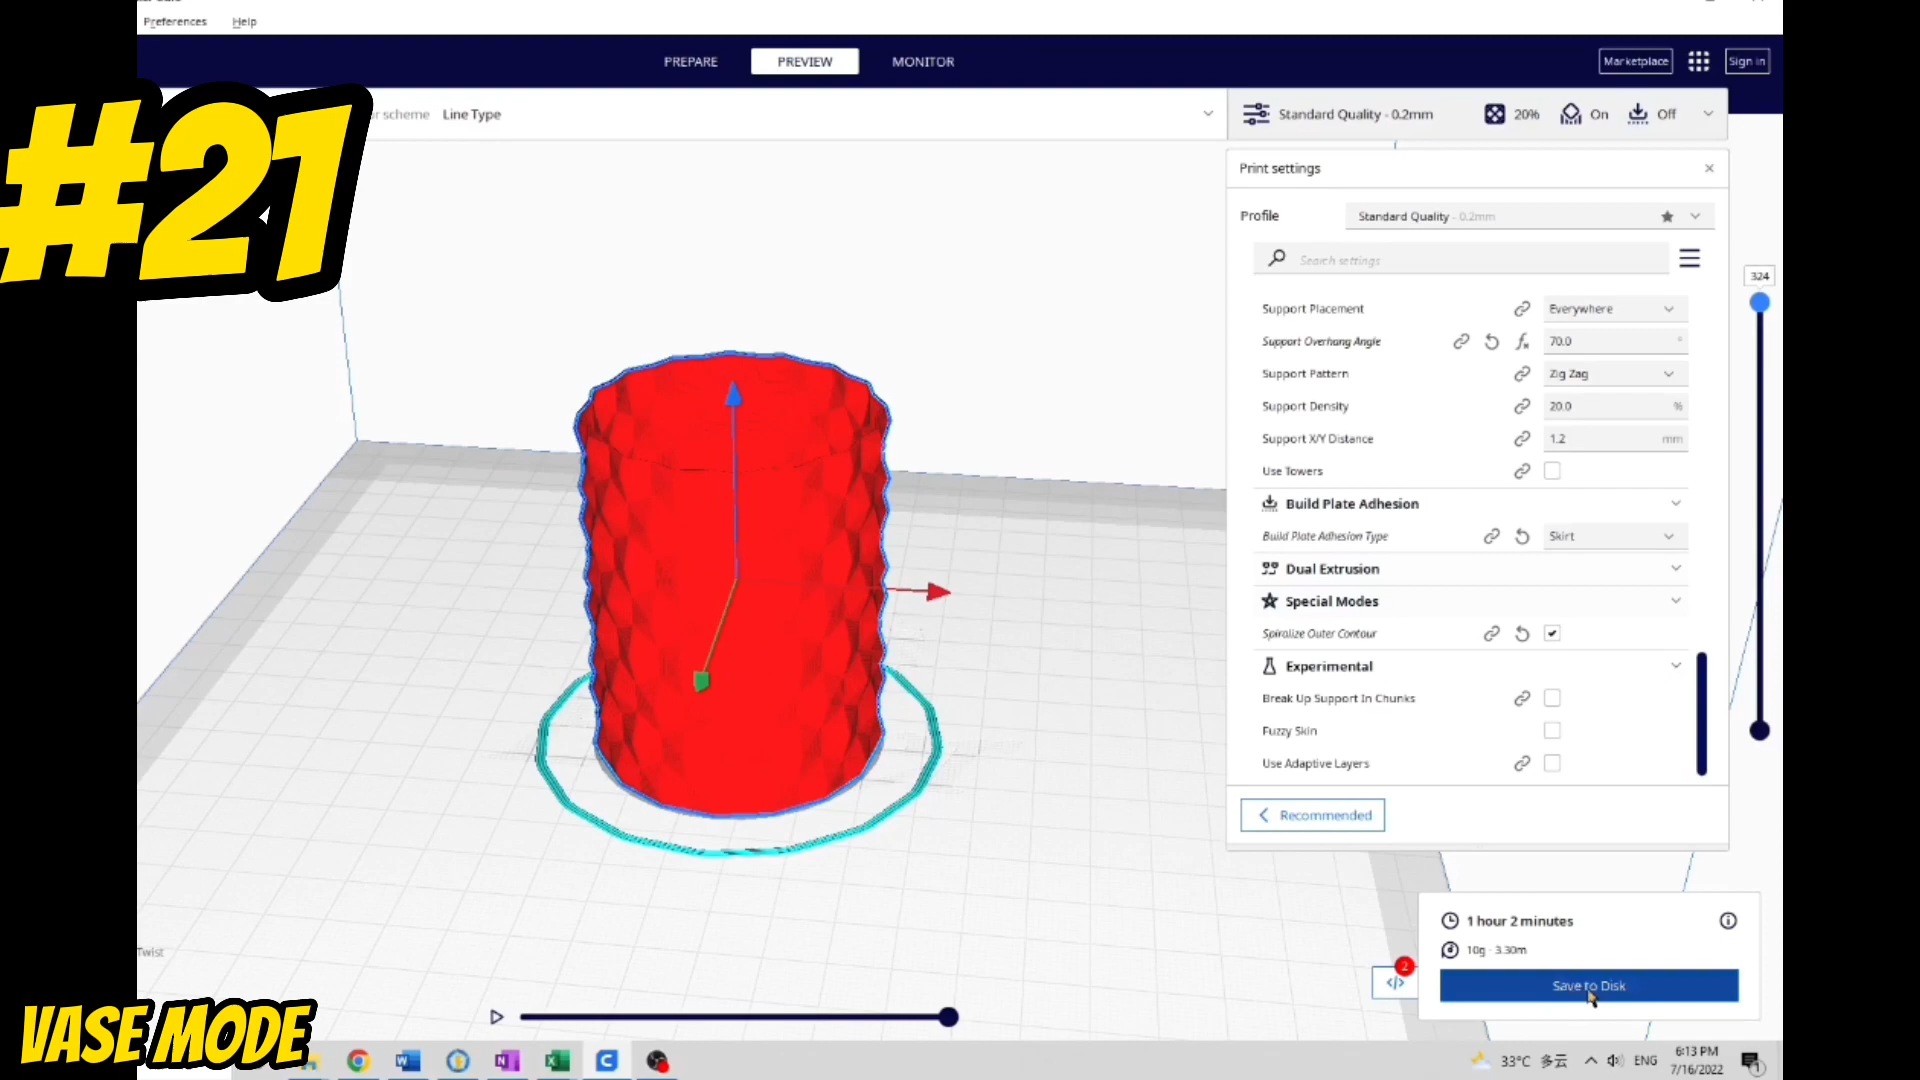 Preferences Help
PREPARE PREVIEW MONITOR Marketplace Sign in
#21
r scheme Line Type Standard Quality - 0.2mm 20% On Off
Print settings
Profile Standard Quality - 0.2mm
Search settings
324
Support Placement Everywhere
Support Overhang Angle 70.0 °
Support Pattern Zig Zag
Support Density 20.0 %
Support X/Y Distance 1.2 mm
Use Towers
Build Plate Adhesion
Build Plate Adhesion Type Skirt
Dual Extrusion
Special Modes
Spiralize Outer Contour
Experimental
Break Up Support In Chunks
Fuzzy Skin
Use Adaptive Layers
Recommended
1 hour 2 minutes
10g · 3.30m
2
Save to Disk
Twist
VASE MODE
33°C 多云 ENG 6:13 PM
7/16/2022
1